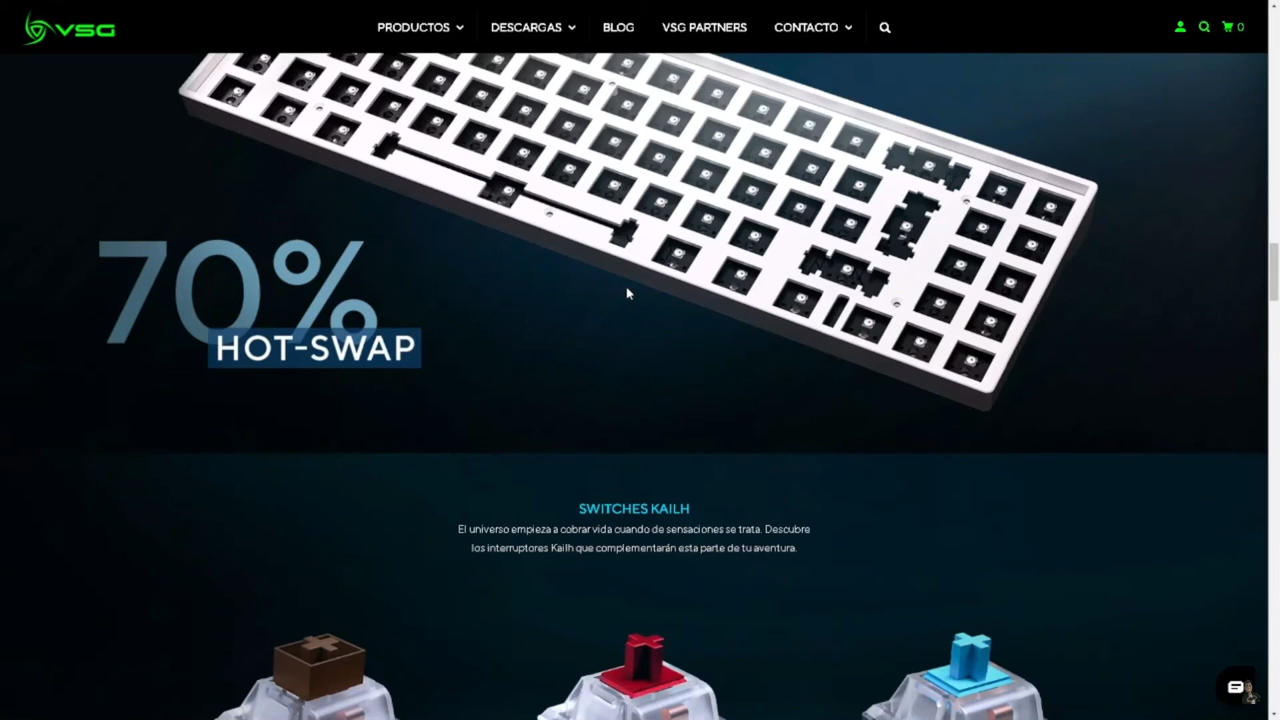 VSG
PRODUCTOS
DESCARGAS
BLOG
VSG PARTNERS
CONTACTO
0
70%
HOT-SWAP
SWITCHES KAILH
El universo empieza a cobrar vida cuando de sensaciones se trata. Descubre
los interruptores Kailh que complementarán esta parte de tu aventura.